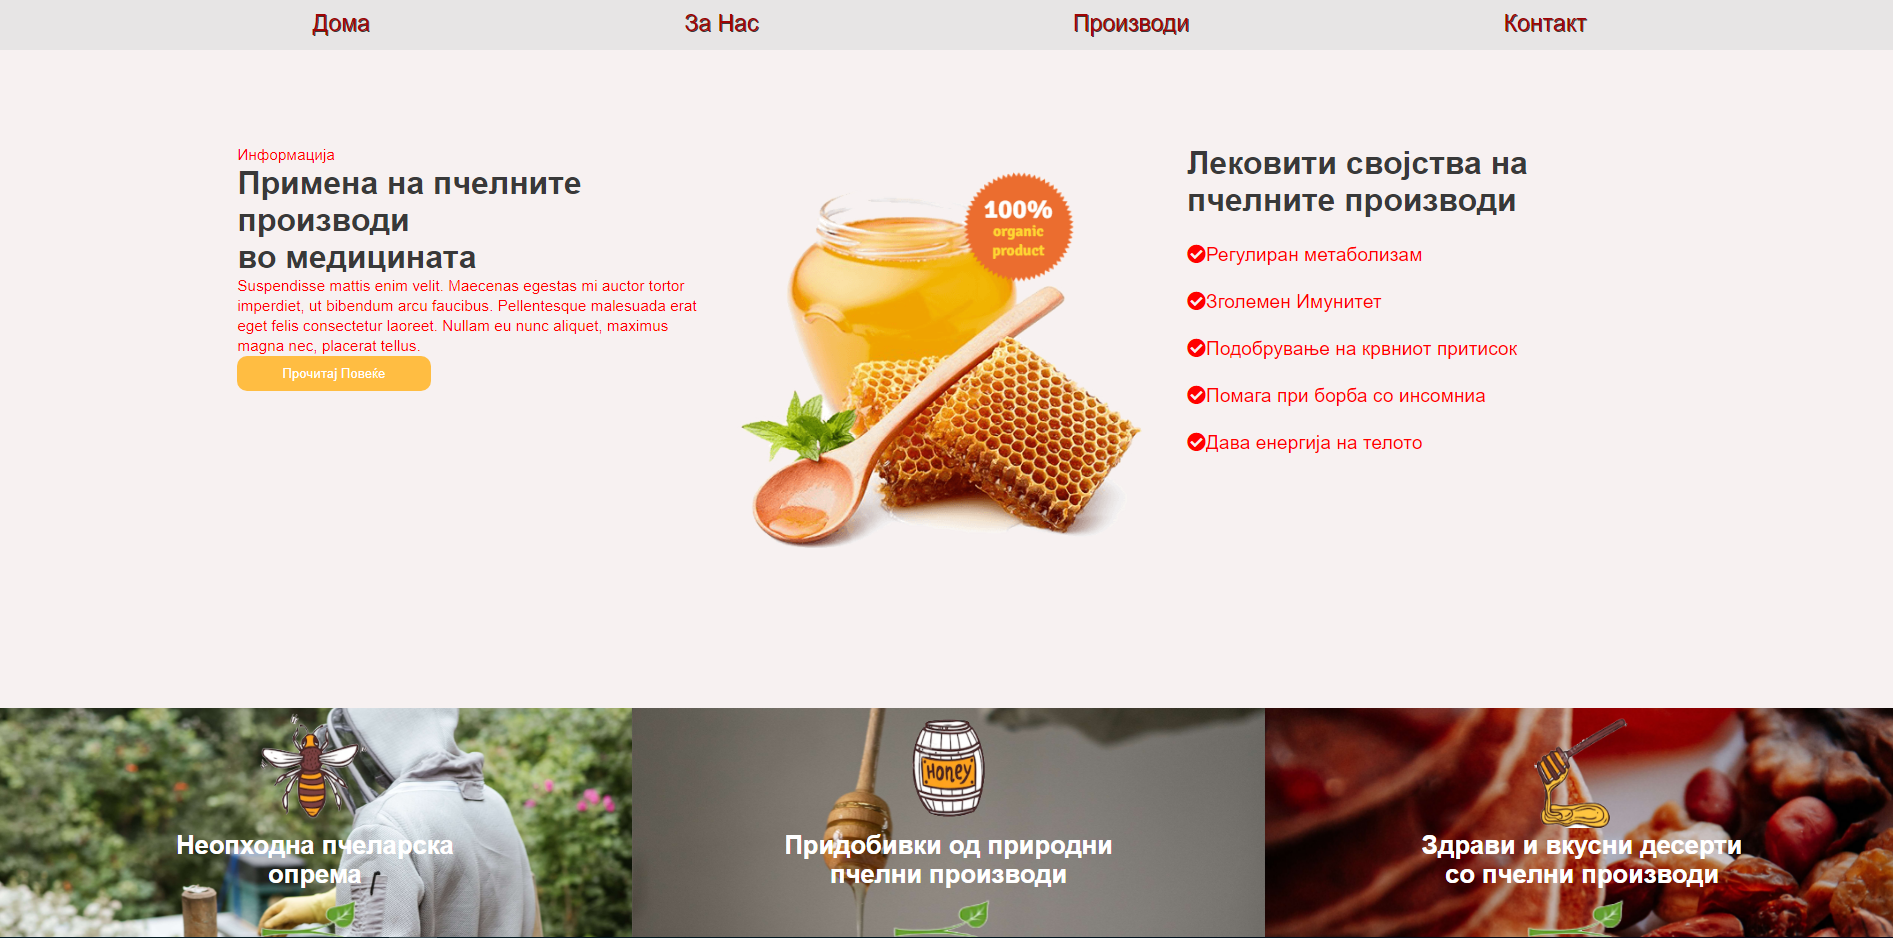 Дома
За Нас
Производи
Контакт
Информација
Примена на пчелните
производи
во медицината
Suspendisse mattis enim velit. Maecenas egestas mi auctor tortor
imperdiet, ut bibendum arcu faucibus. Pellentesque malesuada erat
eget felis consectetur laoreet. Nullam eu nunc aliquet, maximus
magna nec, placerat tellus.
Прочитај Повеќе
100%
organic
product
Лековити својства на
пчелните производи
Регулиран метаболизам
Зголемен Имунитет
Подобрување на крвниот притисок
Помага при борба со инсомниа
Дава енергија на телото
Неопходна пчеларска
опрема
HONEY
Придобивки од природни
пчелни производи
Здрави и вкусни десерти
со пчелни производи